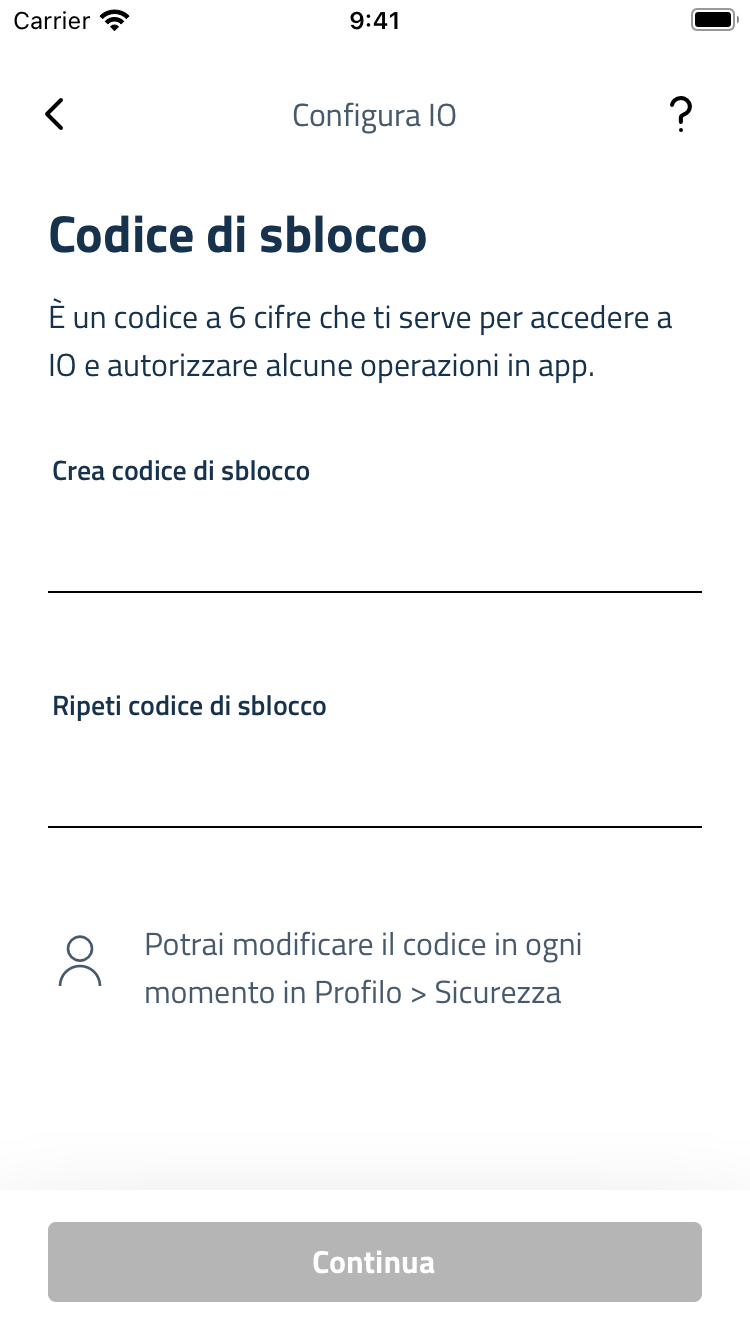 Carrier 9:41
Configura IO ?
Codice di sblocco
È un codice a 6 cifre che ti serve per accedere a
IO e autorizzare alcune operazioni in app.
Crea codice di sblocco
Ripeti codice di sblocco
Potrai modificare il codice in ogni
momento in Profilo > Sicurezza
Continua